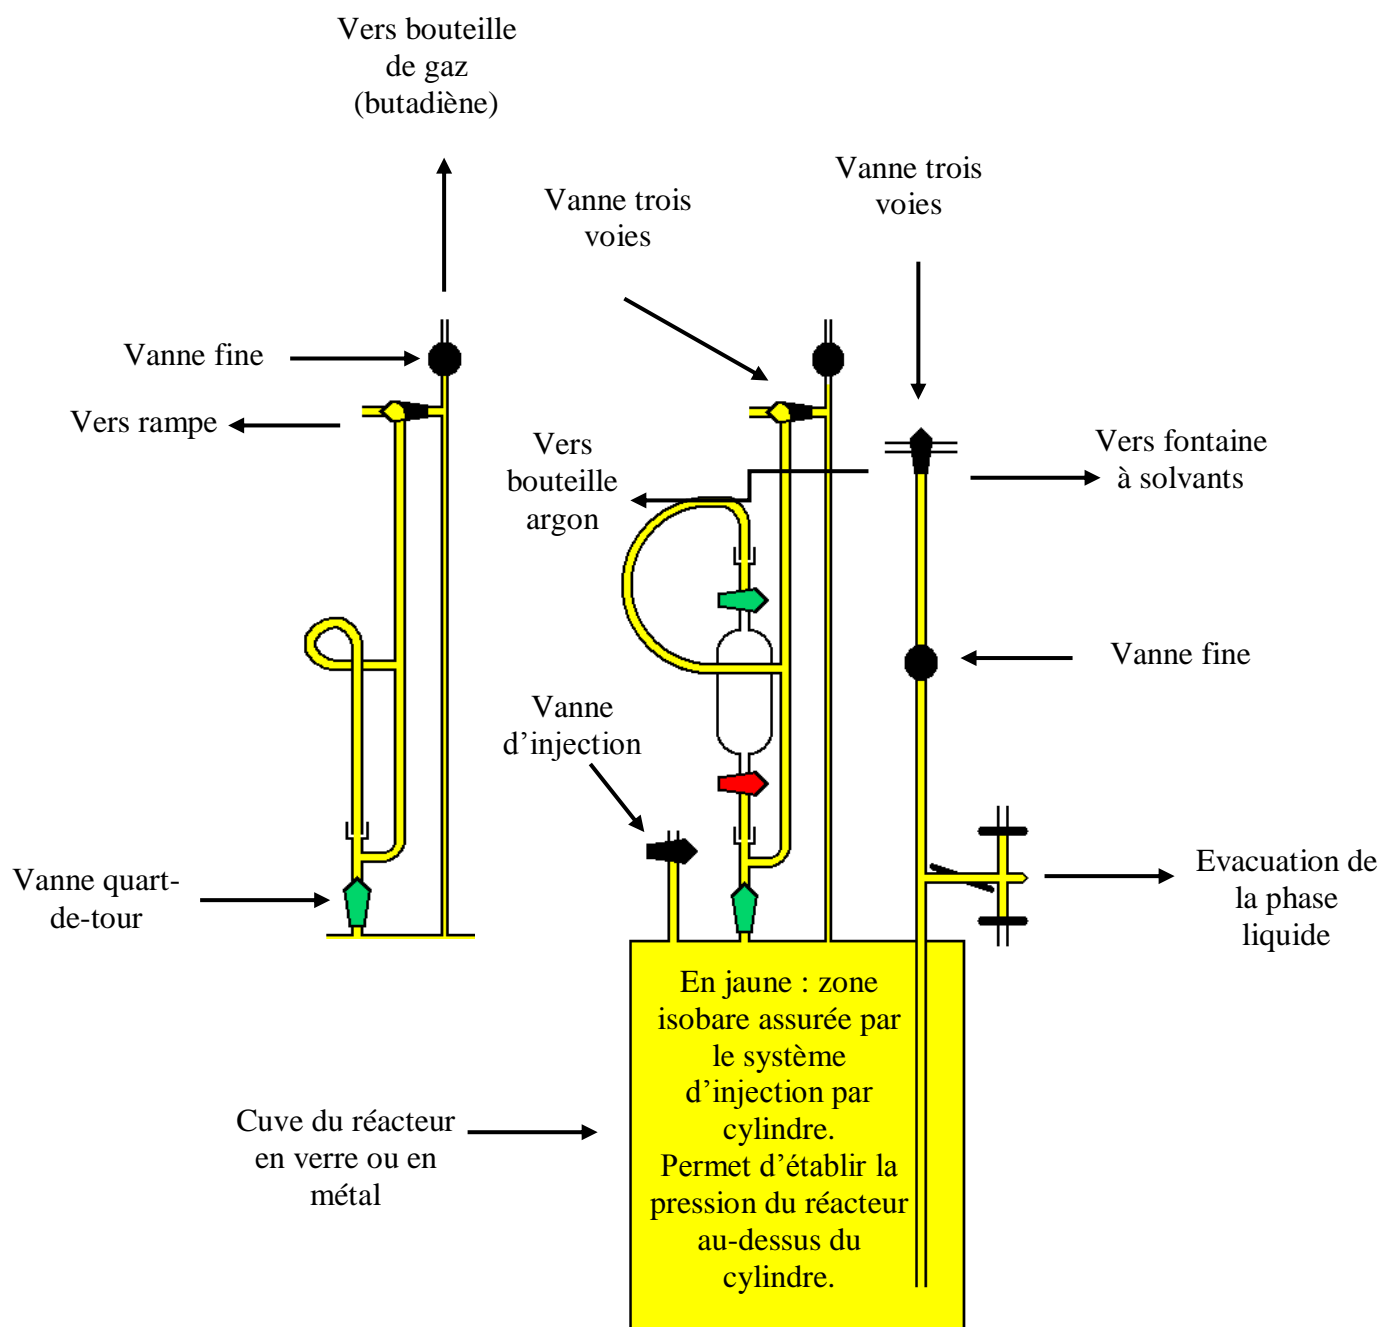 Vers bouteille
de gaz
(butadiène)
Vanne trois
voies
Vanne trois
voies
Vanne fine
Vers rampe
Vers
bouteille
argon
Vers fontaine
à solvants
Vanne fine
Vanne
d’injection
Vanne quart-
de-tour
Evacuation de
la phase
liquide
En jaune : zone
isobare assurée par
le système
d’injection par
cylindre.
Permet d’établir la
pression du réacteur
au-dessus du
cylindre.
Cuve du réacteur
en verre ou en
métal